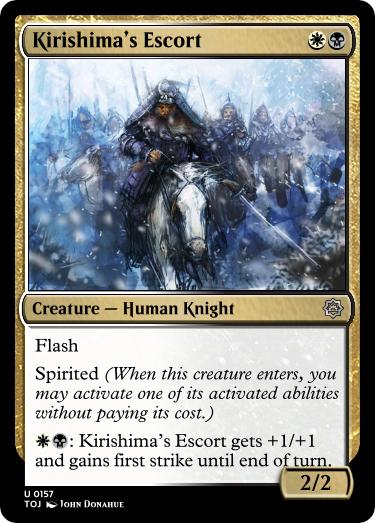 Kirishima's Escort
Creature — Human Knight
Flash
Spirited (When this creature enters, you
may activate one of its activated abilities
without paying its cost.)
: Kirishima's Escort gets +1/+1
and gains first strike until end of turn.
2/2
U 0157
TOJ John Donahue